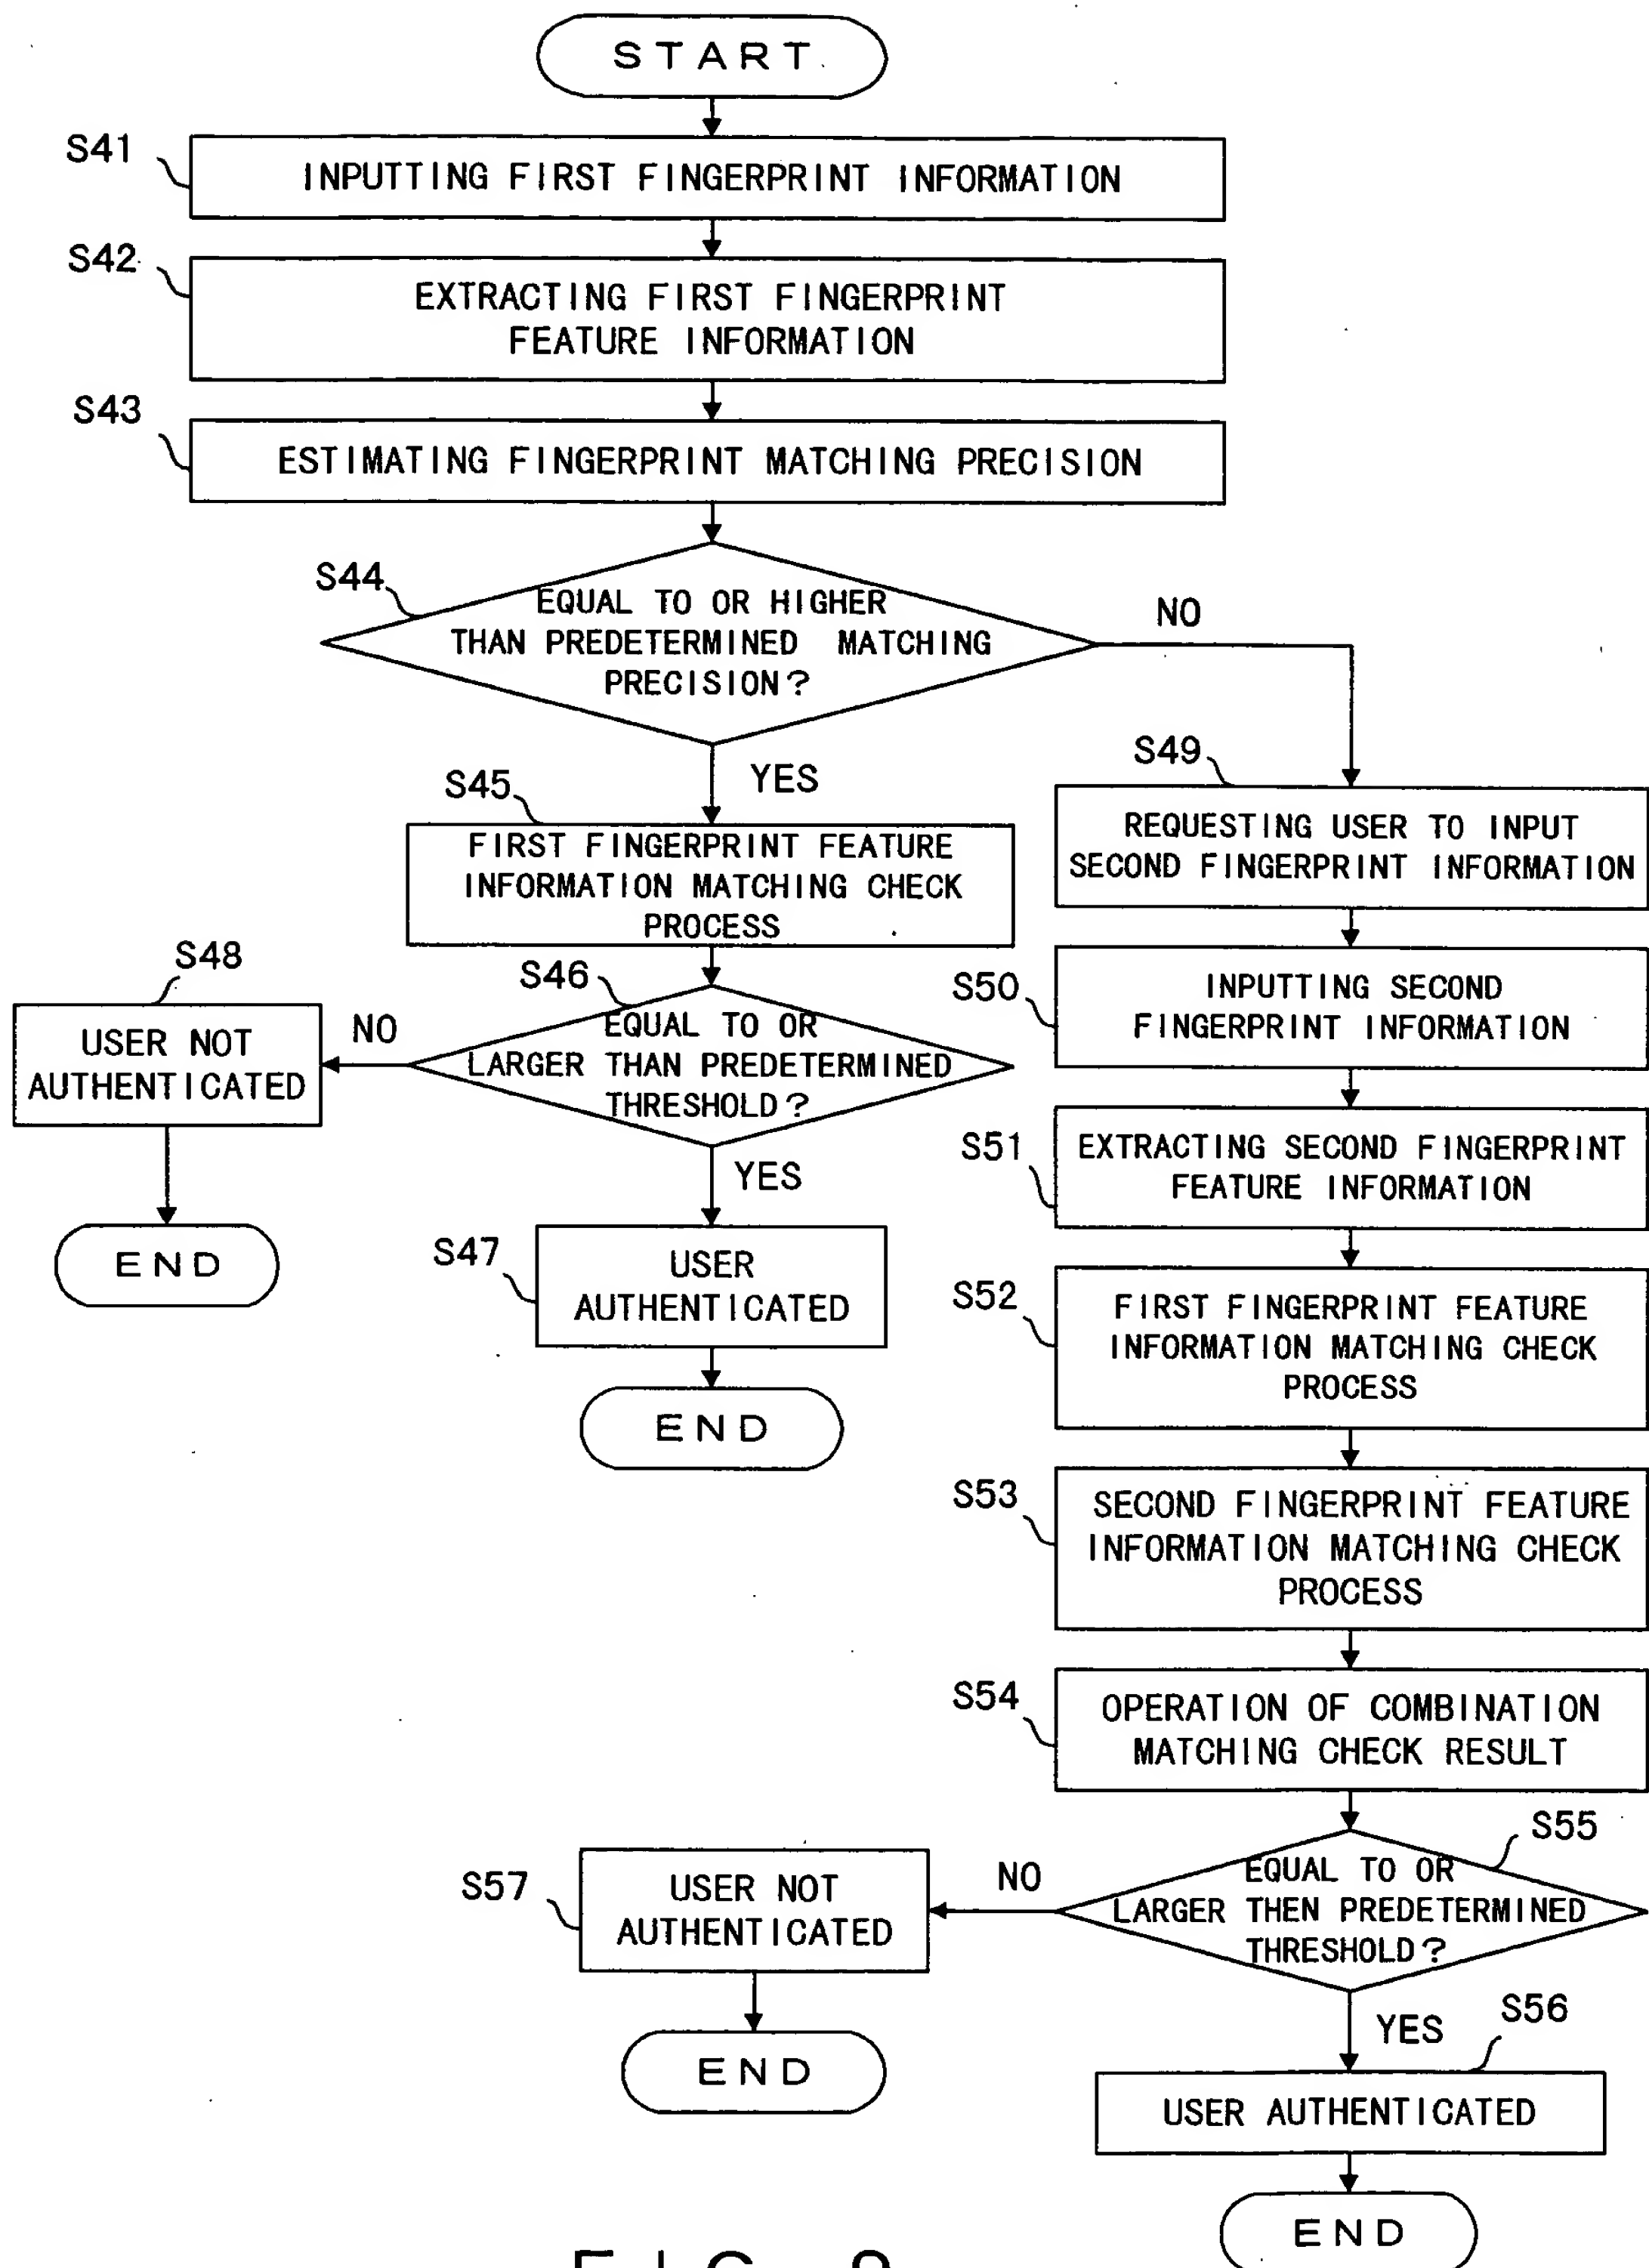 START
S41
INPUTTING FIRST FINGERPRINT INFORMATION
S42
EXTRACTING FIRST FINGERPRINT
FEATURE INFORMATION
S43
ESTIMATING FINGERPRINT MATCHING PRECISION
S44
EQUAL TO OR HIGHER
THAN PREDETERMINED MATCHING
PRECISION?
NO
YES
S45
FIRST FINGERPRINT FEATURE
INFORMATION MATCHING CHECK
PROCESS
S46
EQUAL TO OR
LARGER THAN PREDETERMINED
THRESHOLD?
NO
S48
USER NOT
AUTHENTICATED
END
YES
S47
USER
AUTHENTICATED
END
S49
REQUESTING USER TO INPUT
SECOND FINGERPRINT INFORMATION
S50
INPUTTING SECOND
FINGERPRINT INFORMATION
S51
EXTRACTING SECOND FINGERPRINT
FEATURE INFORMATION
S52
FIRST FINGERPRINT FEATURE
INFORMATION MATCHING CHECK
PROCESS
S53
SECOND FINGERPRINT FEATURE
INFORMATION MATCHING CHECK
PROCESS
S54
OPERATION OF COMBINATION
MATCHING CHECK RESULT
S55
EQUAL TO OR
LARGER THEN PREDETERMINED
THRESHOLD?
NO
S57
USER NOT
AUTHENTICATED
END
YES
S56
USER AUTHENTICATED
END
FIG.